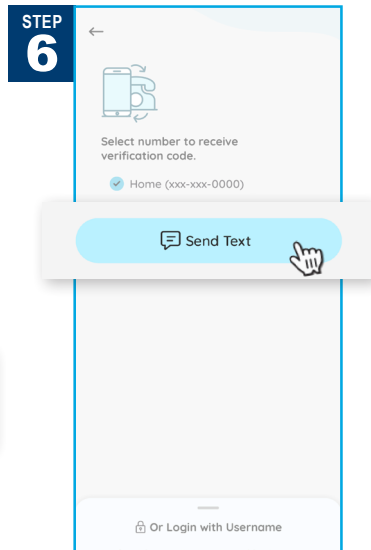 STEP
6
Select number to receive
verification code.
Home (xxx-xxx-0000)
Send Text
Or Login with Username